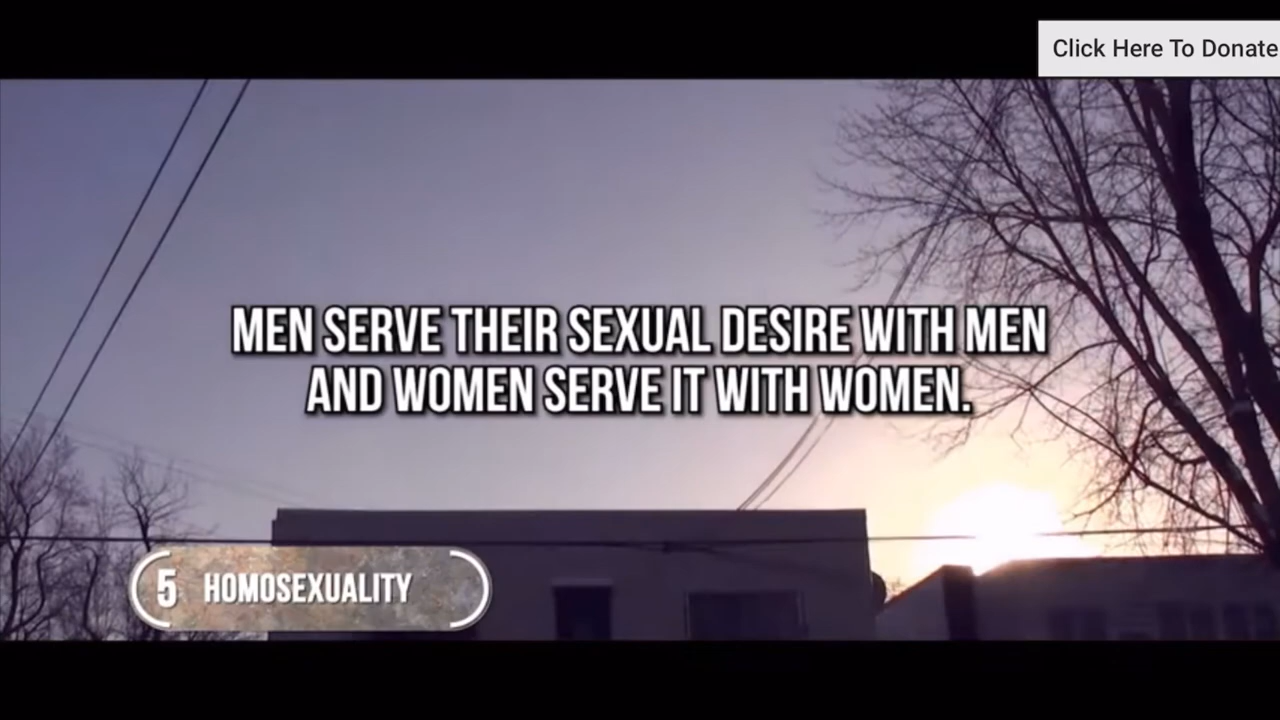 Click Here To Donate
MEN SERVE THEIR SEXUAL DESIRE WITH MEN
AND WOMEN SERVE IT WITH WOMEN.
5 HOMOSEXUALITY